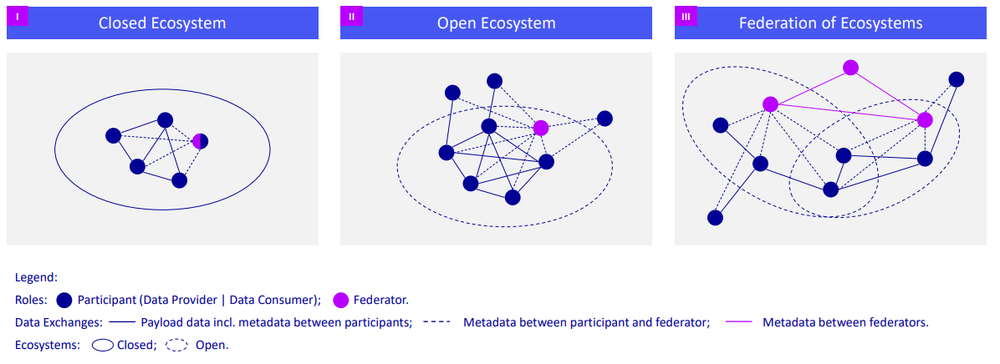 I
Closed Ecosystem
II
Open Ecosystem
III
Federation of Ecosystems
Legend:
Roles: Participant (Data Provider | Data Consumer); Federator.
Data Exchanges: Payload data incl. metadata between participants; Metadata between participant and federator; Metadata between federators.
Ecosystems: Closed; Open.